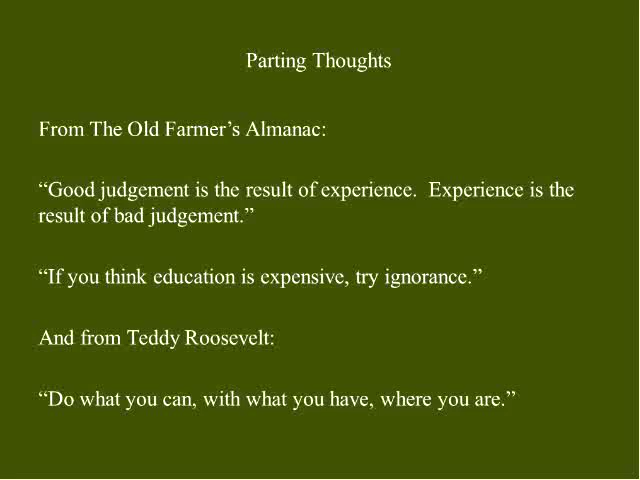 Parting Thoughts
From The Old Farmer’s Almanac:
“Good judgement is the result of experience.  Experience is the
result of bad judgement.”
“If you think education is expensive, try ignorance.”
And from Teddy Roosevelt:
“Do what you can, with what you have, where you are.”